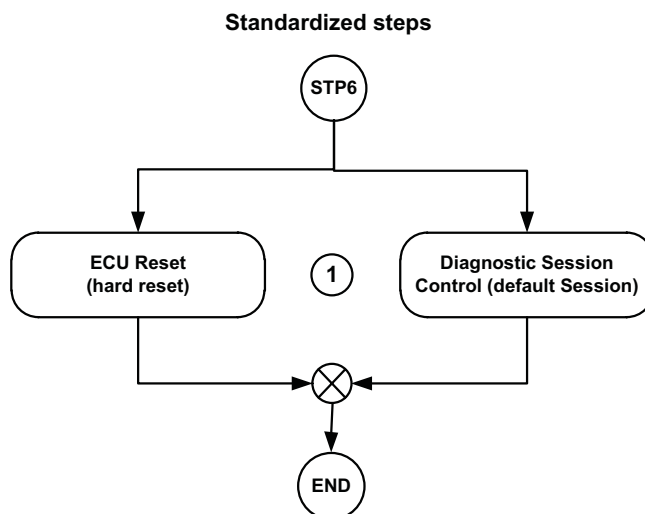 Standardized steps
STP6
ECU Reset
(hard reset)
1
Diagnostic Session
Control (default Session)
END